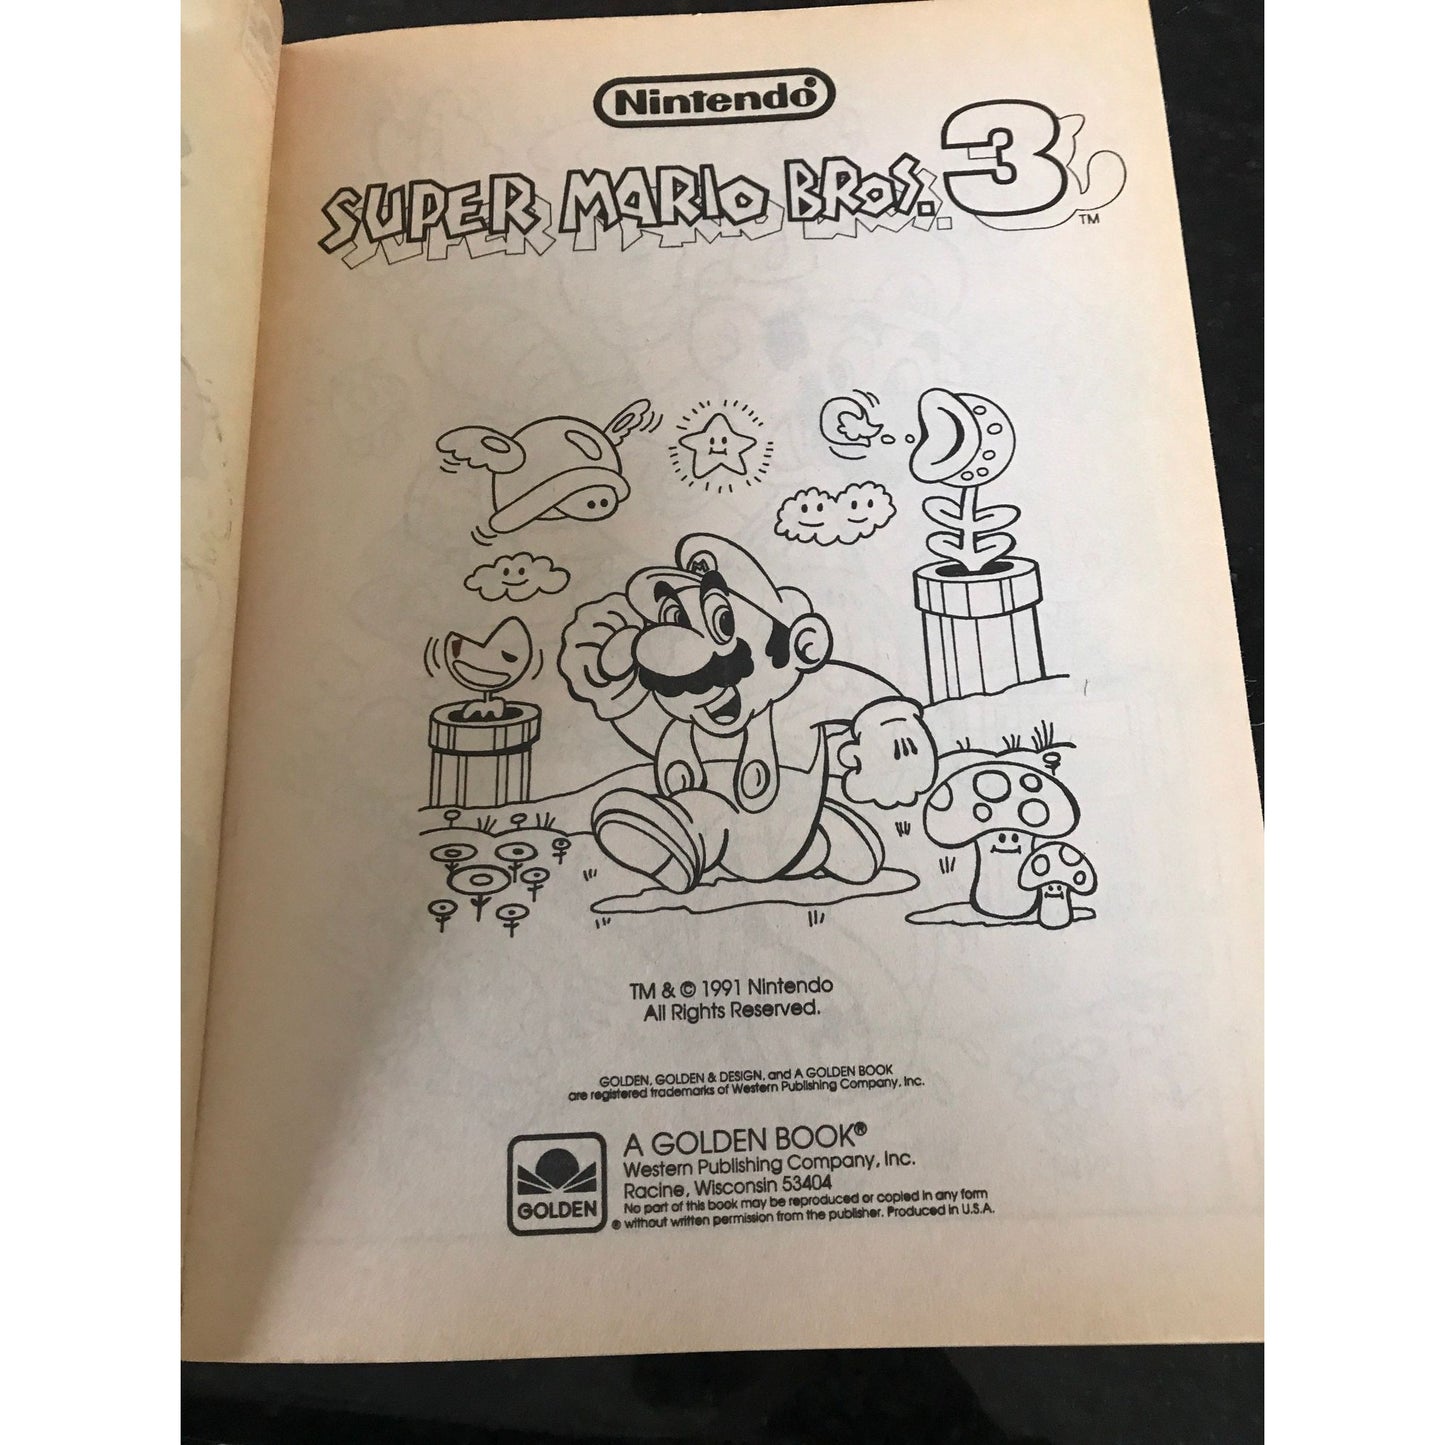 Nintendo®
SUPER MARIO BROS. 3
TM
M
TM & © 1991 Nintendo
All Rights Reserved.
GOLDEN, GOLDEN & DESIGN, and A GOLDEN BOOK
are registered trademarks of Western Publishing Company, Inc.
GOLDEN
®
A GOLDEN BOOK®
Western Publishing Company, Inc.
Racine, Wisconsin 53404
No part of this book may be reproduced or copied in any form
without written permission from the publisher. Produced in U.S.A.